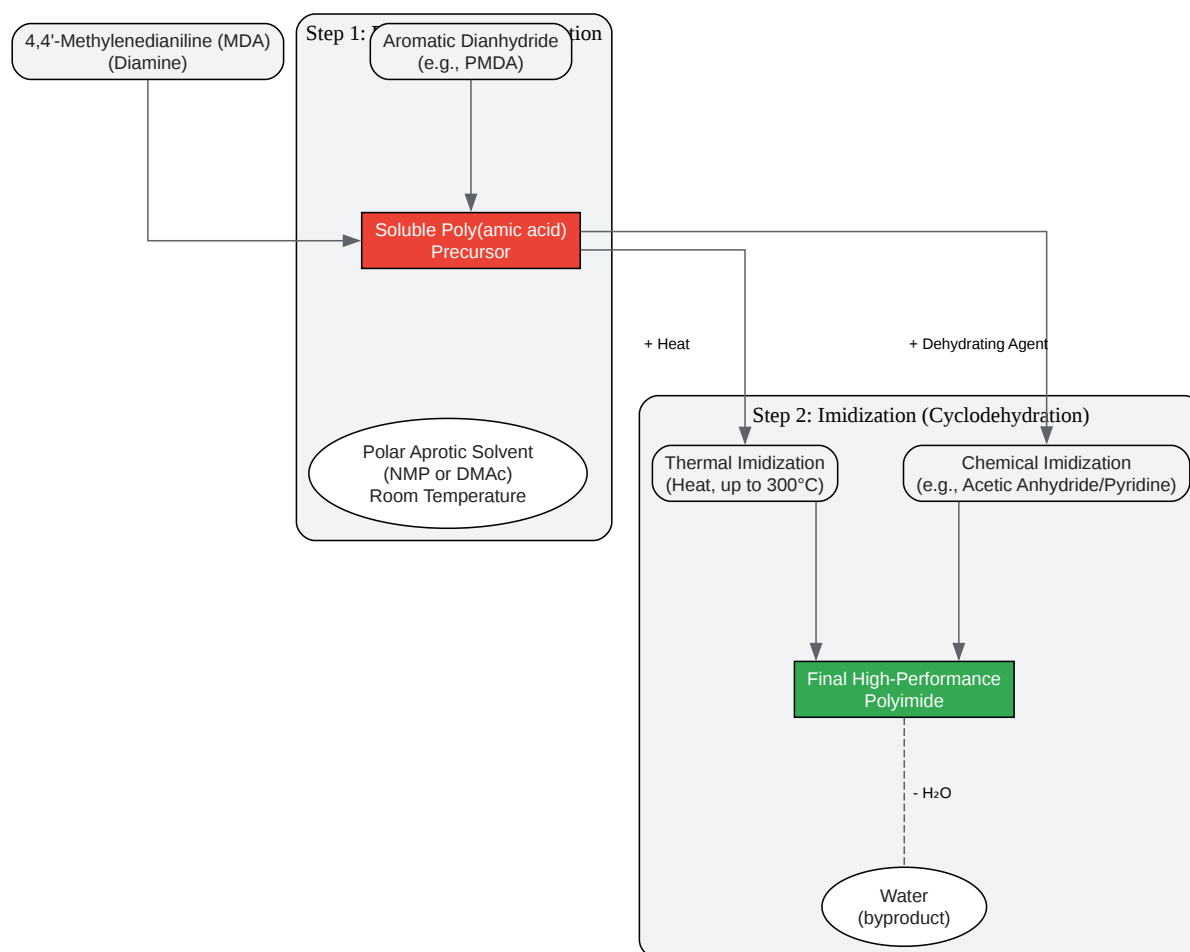 4,4'-Methylenedianiline (MDA)
(Diamine)
Step 1:
tion
Aromatic Dianhydride
(e.g., PMDA)
Soluble Poly(amic acid)
Precursor
+ Heat
+ Dehydrating Agent
Polar Aprotic Solvent
(NMP or DMAc)
Room Temperature
Step 2: Imidization (Cyclodehydration)
Thermal Imidization
(Heat, up to 300°C)
Chemical Imidization
(e.g., Acetic Anhydride/Pyridine)
Final High-Performance
Polyimide
- H₂O
Water
(byproduct)